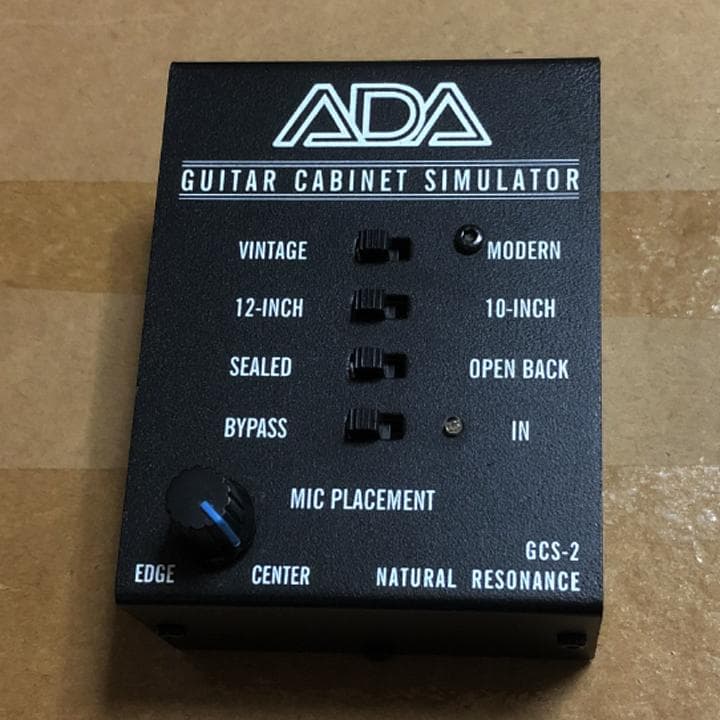 ADA
GUITAR CABINET SIMULATOR
VINTAGE MODERN
12-INCH 10-INCH
SEALED OPEN BACK
BYPASS IN
MIC PLACEMENT
EDGE CENTER
GCS-2
NATURAL RESONANCE